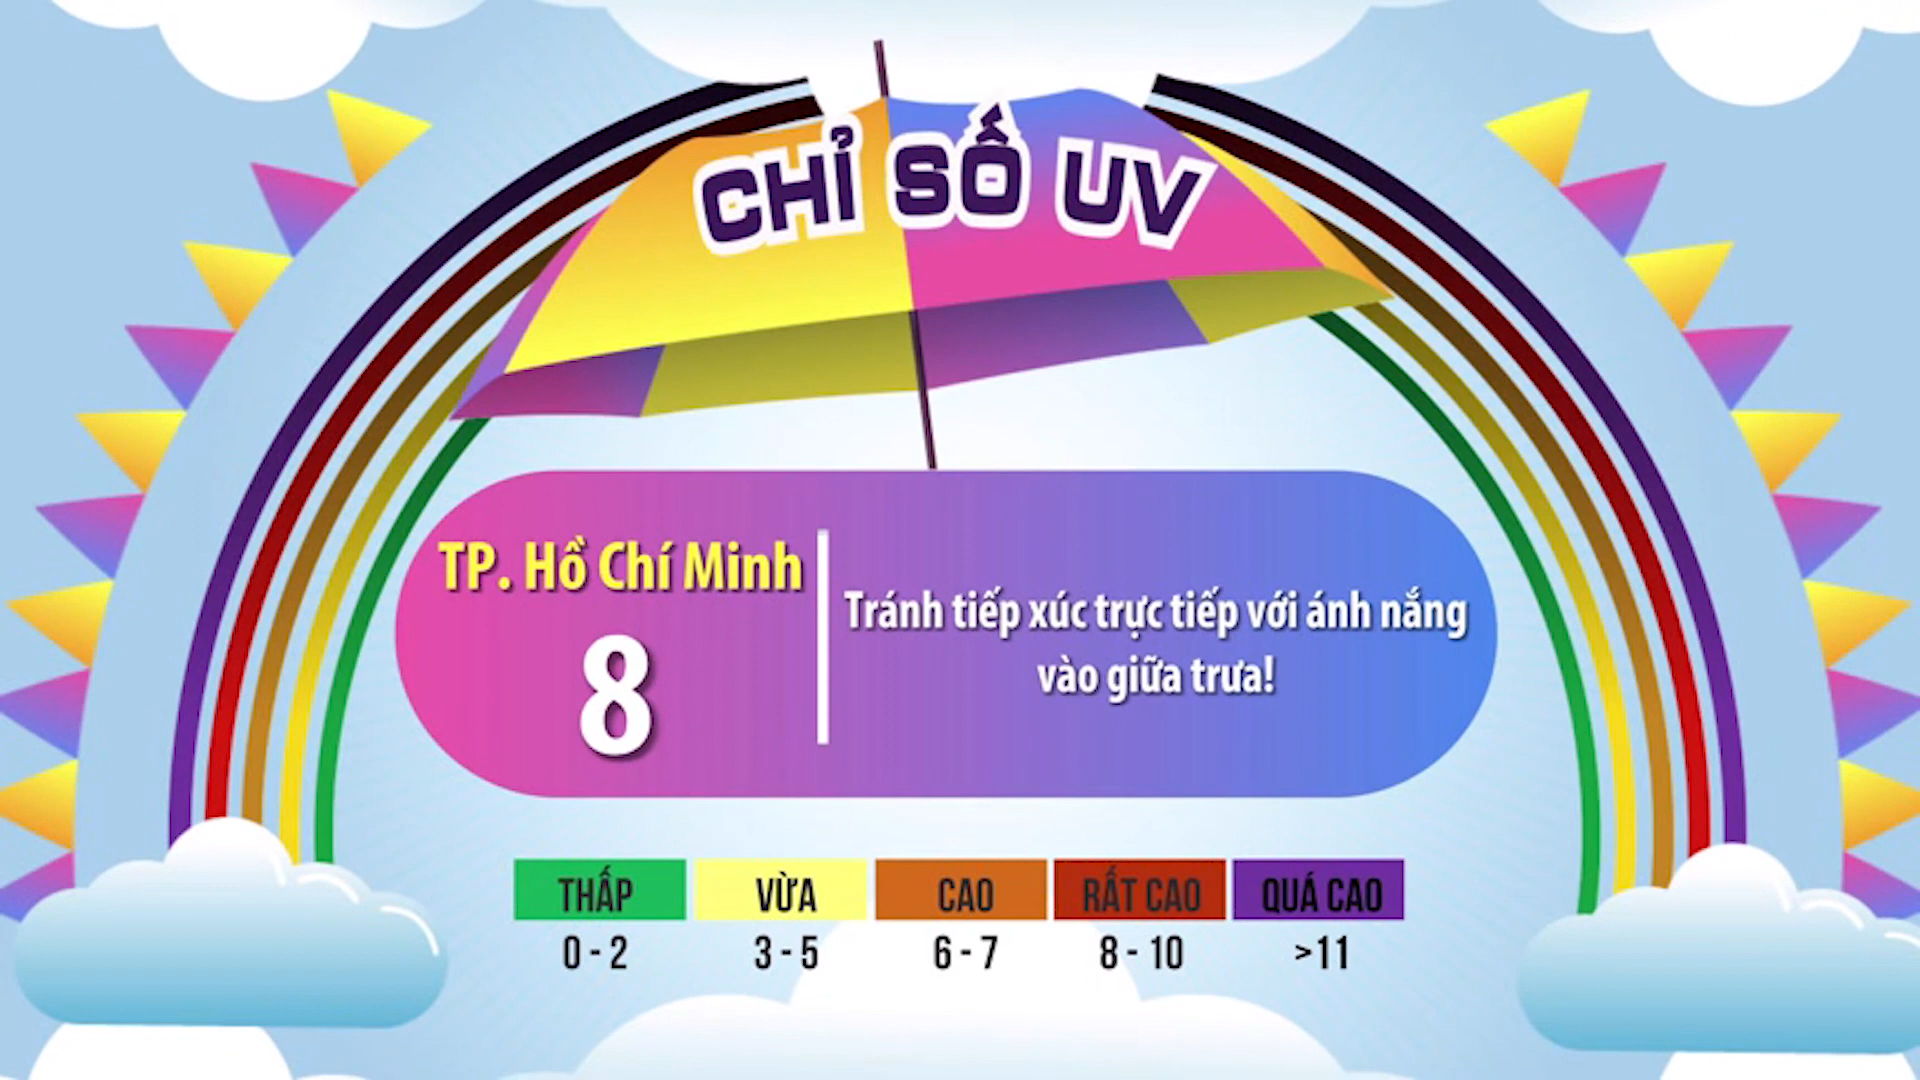 CHỈ SỐ UV
TP. Hồ Chí Minh
8
Tránh tiếp xúc trực tiếp với ánh nắng
vào giữa trưa!
THẤP VỪA CAO RẤT CAO QUÁ CAO
0 - 2 3 - 5 6 - 7 8 - 10 >11